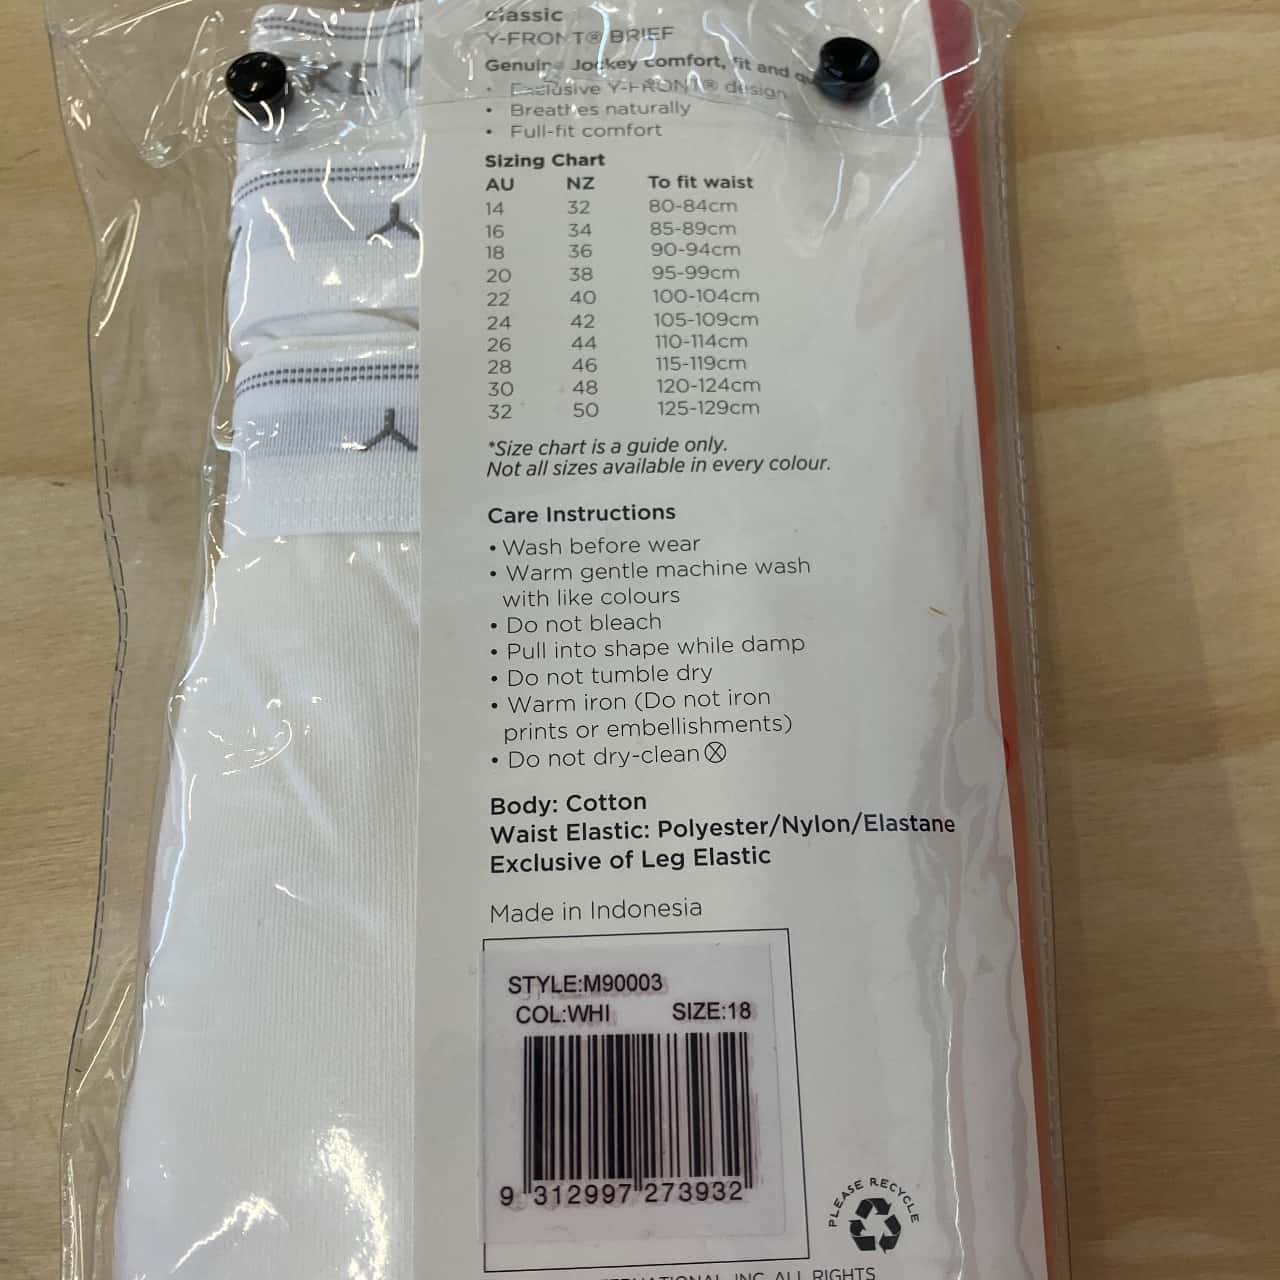 KEY
classic
Y-FRONT® BRIEF
Genuine Jockey comfort, fit and
• Exclusive Y-FRONT® design
• Breathes naturally
• Full-fit comfort
Sizing Chart
AU NZ To fit waist
14 32 80-84cm
16 34 85-89cm
18 36 90-94cm
20 38 95-99cm
22 40 100-104cm
24 42 105-109cm
26 44 110-114cm
28 46 115-119cm
30 48 120-124cm
32 50 125-129cm
*Size chart is a guide only.
Not all sizes available in every colour.
Care Instructions
• Wash before wear
• Warm gentle machine wash
with like colours
• Do not bleach
• Pull into shape while damp
• Do not tumble dry
• Warm iron (Do not iron
prints or embellishments)
• Do not dry-clean
Body: Cotton
Waist Elastic: Polyester/Nylon/Elastane
Exclusive of Leg Elastic
Made in Indonesia
STYLE:M90003
COL:WHI SIZE:18
9 312997 273932
PLEASE RECYCLE
INC. ALL RIGHTS